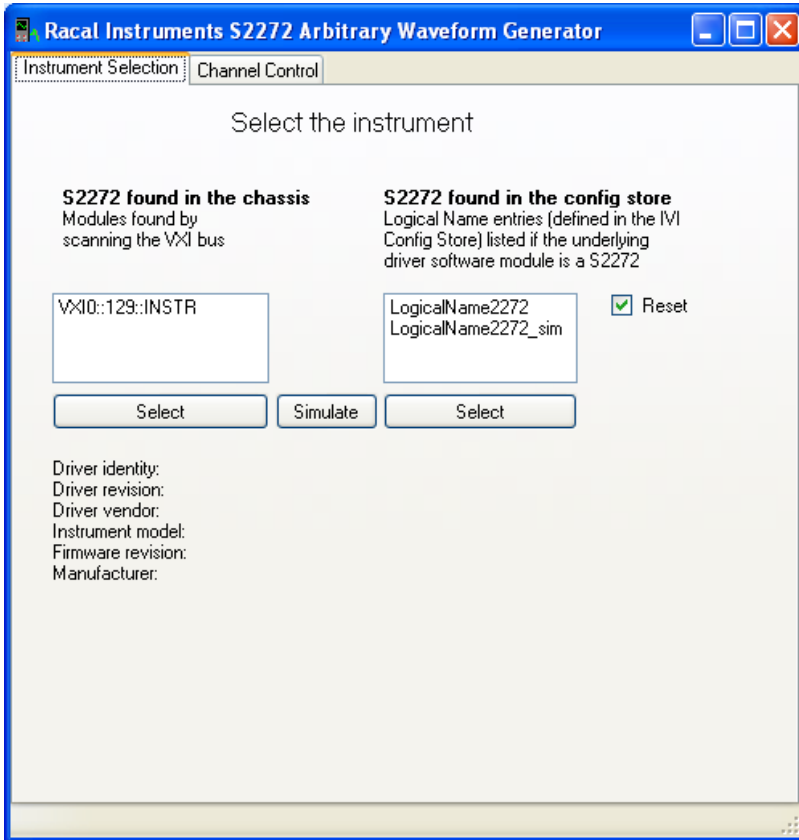 Racal Instruments S2272 Arbitrary Waveform Generator
Instrument Selection
Channel Control
Select the instrument
S2272 found in the chassis
Modules found by
scanning the VXI bus
S2272 found in the config store
Logical Name entries (defined in the IVI
Config Store) listed if the underlying
driver software module is a S2272
VXI0::129::INSTR
LogicalName2272
LogicalName2272_sim
Reset
Select
Simulate
Select
Driver identity:
Driver revision:
Driver vendor:
Instrument model:
Firmware revision:
Manufacturer: